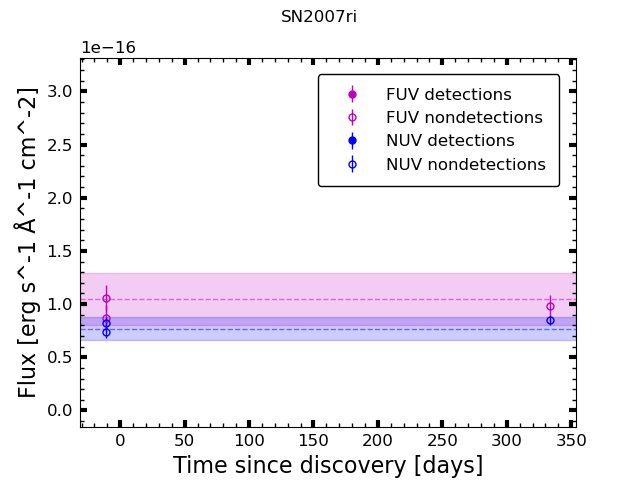 SN2007ri
1e−16
FUV detections
FUV nondetections
NUV detections
NUV nondetections
3.0
2.5
2.0
1.5
1.0
0.5
0.0
Flux [erg s^-1 Å^-1 cm^-2]
0 50 100 150 200 250 300 350
Time since discovery [days]